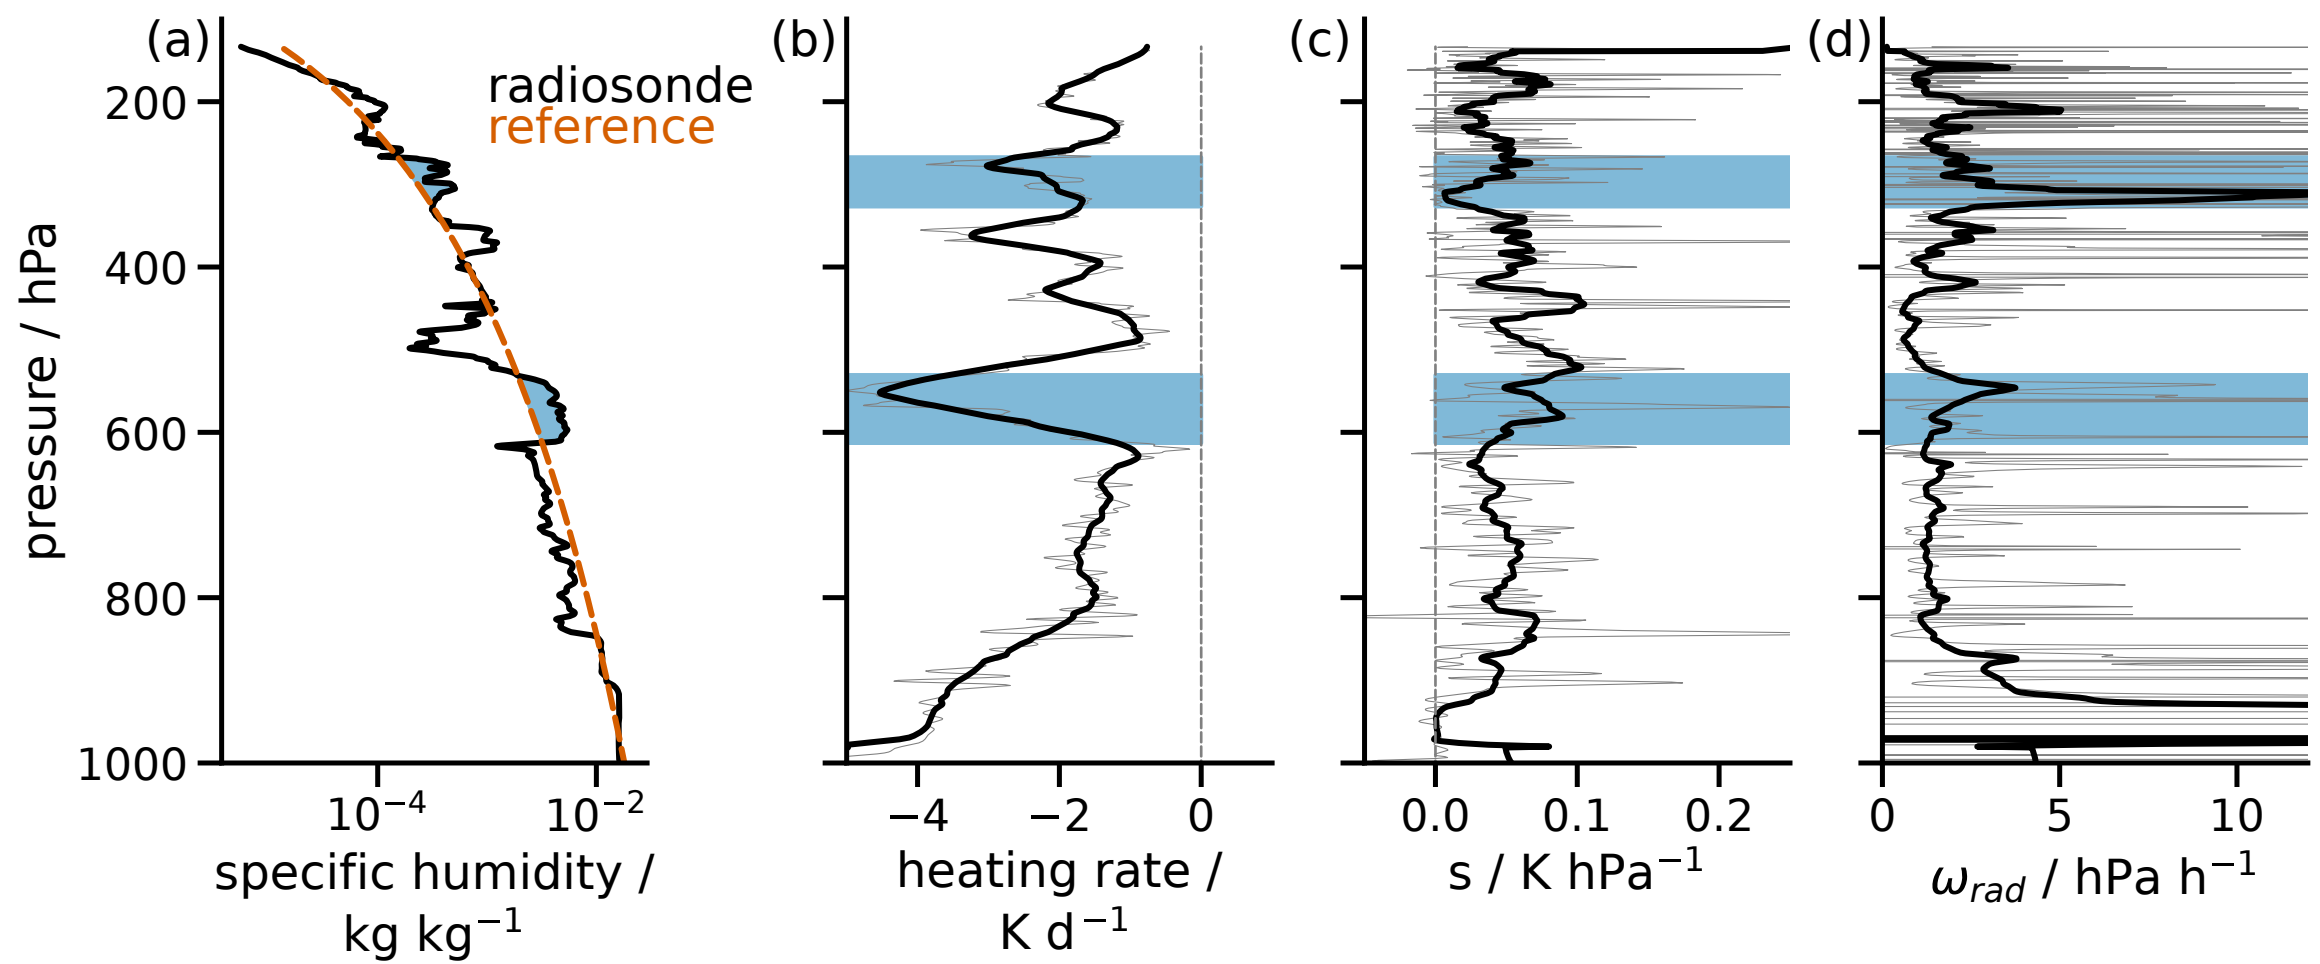 (a)
radiosonde
reference
200
400
600
800
1000
pressure / hPa
10⁻⁴
10⁻²
specific humidity /
kg kg⁻¹
(b)
−4
−2
0
heating rate /
K d⁻¹
(c)
0.0
0.1
0.2
s / K hPa⁻¹
(d)
0
5
10
ω_rad / hPa h⁻¹